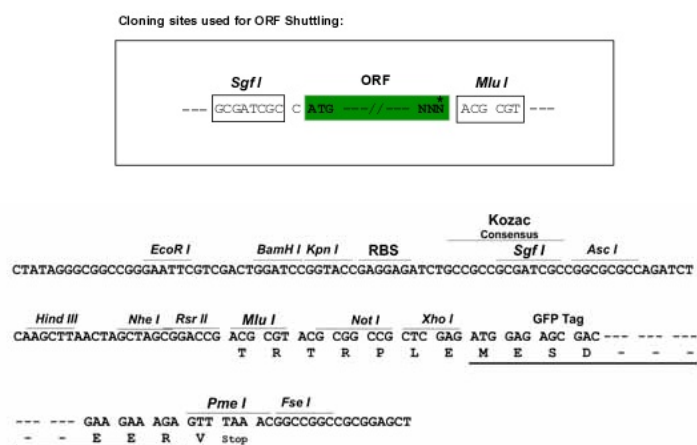 Cloning sites used for ORF Shuttling:
Sgf I ORF Mlu I
--- GCGATCGC C ATG ---//--- NNN* ACG CGT ---
Kozac
Consensus
EcoR I BamH I Kpn I RBS Sgf I Asc I
CTATAGGGCGGCCGGGAATTCGTCGACTGGATCCGGTACCGAGGAGATCTGCCGCCGCGATCGCCGGCGCGCCAGATCT
Hind III Nhe I Rsr II Mlu I Not I Xho I GFP Tag
CAAGCTTAACTAGCTAGCGGACCG ACG CGT ACG CGG CCG CTC GAG ATG GAG AGC GAC --- --- ---
T R T R P L E M E S D - - -
Pme I Fse I
--- --- GAA GAA AGA GTT TAA ACGGCCGGCCGCGGAGCT
- - E E R V Stop